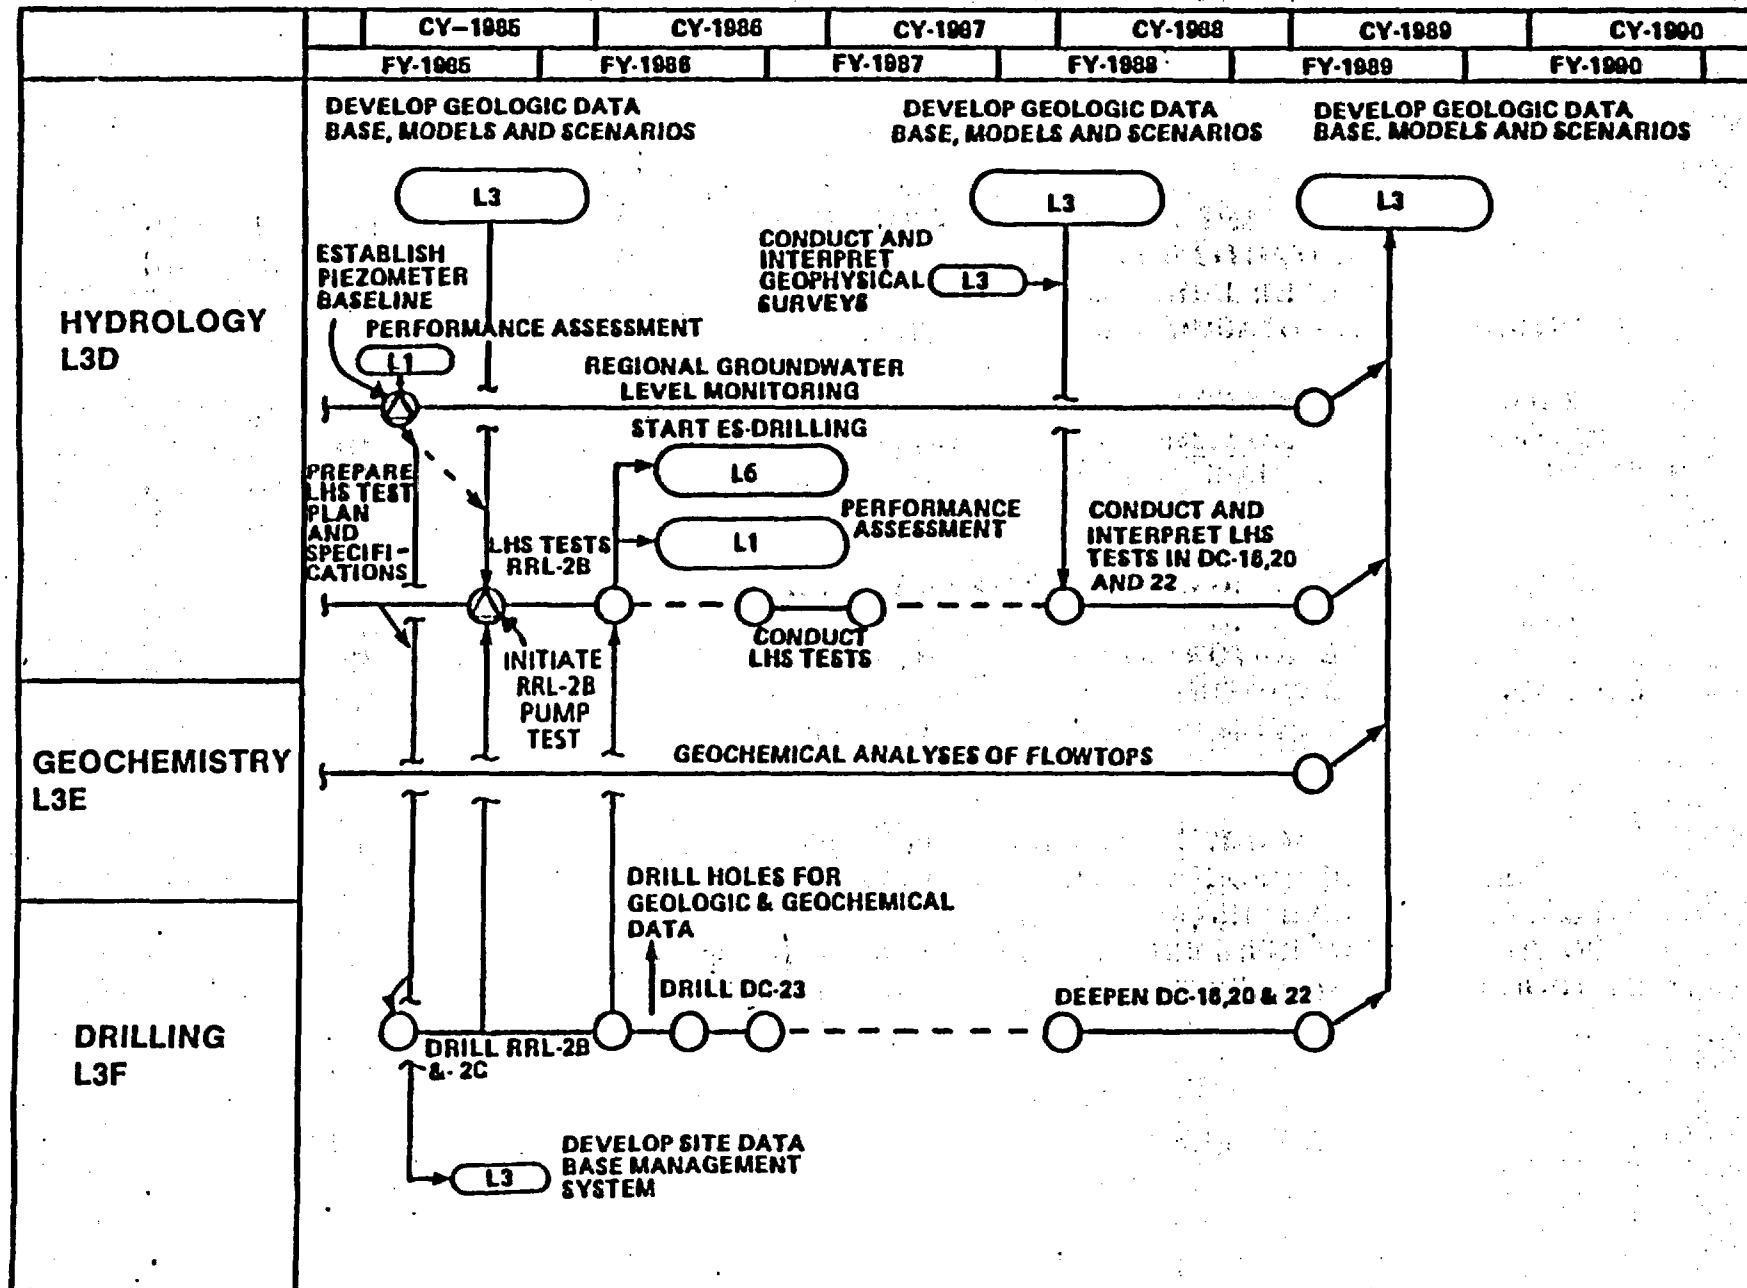 CY-1985 CY-1986 CY-1987 CY-1988 CY-1989 CY-1990
FY-1985 FY-1986 FY-1987 FY-1988 FY-1989 FY-1990
DEVELOP GEOLOGIC DATA
BASE, MODELS AND SCENARIOS
DEVELOP GEOLOGIC DATA
BASE, MODELS AND SCENARIOS
DEVELOP GEOLOGIC DATA
BASE. MODELS AND SCENARIOS
L3
L3
L3
HYDROLOGY
L3D
ESTABLISH
PIEZOMETER
BASELINE
CONDUCT AND
INTERPRET
GEOPHYSICAL
SURVEYS
L3
PERFORMANCE ASSESSMENT
L1
REGIONAL GROUNDWATER
LEVEL MONITORING
START ES-DRILLING
L6
PREPARE
LHS TEST
PLAN
AND
SPECIFI-
CATIONS
LHS TESTS
RRL-2B
L1
PERFORMANCE
ASSESSMENT
CONDUCT AND
INTERPRET LHS
TESTS IN DC-16,20
AND 22
INITIATE
RRL-2B
PUMP
TEST
CONDUCT
LHS TESTS
GEOCHEMISTRY
L3E
GEOCHEMICAL ANALYSES OF FLOWTOPS
DRILL HOLES FOR
GEOLOGIC & GEOCHEMICAL
DATA
DRILLING
L3F
DRILL DC-23
DEEPEN DC-16,20 & 22
DRILL RRL-2B
&- 2C
L3
DEVELOP SITE DATA
BASE MANAGEMENT
SYSTEM